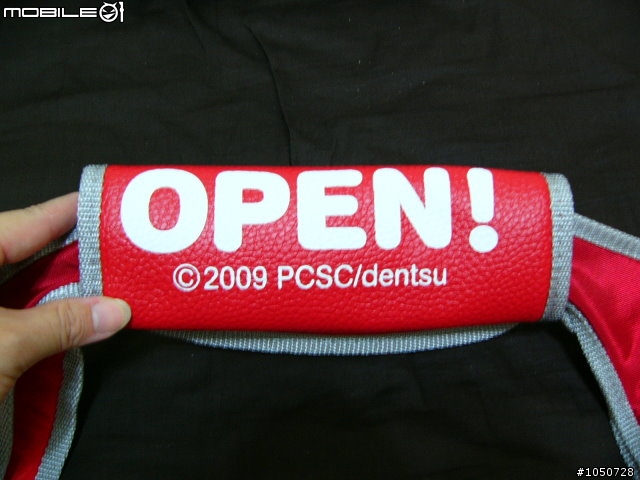 MOBILE01
OPEN!
©2009 PCSC/dentsu
#1050728